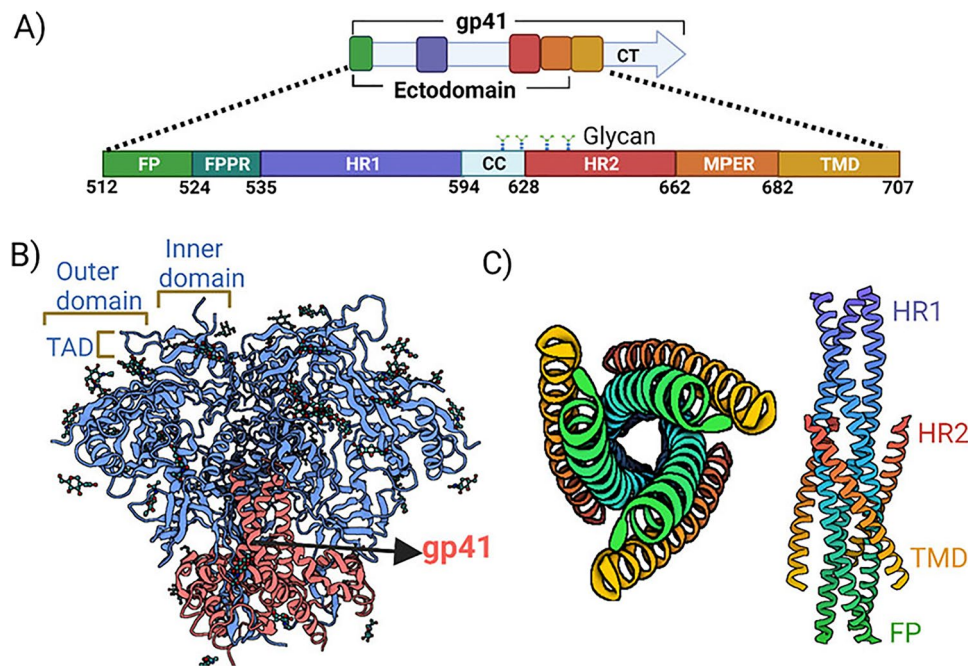 A)
gp41
CT
Ectodomain
Glycan
FP FPPR HR1 CC HR2 MPER TMD
512 524 535 594 628 662 682 707
B)
Outer
domain
Inner
domain
TAD
gp41
C)
HR1
HR2
TMD
FP